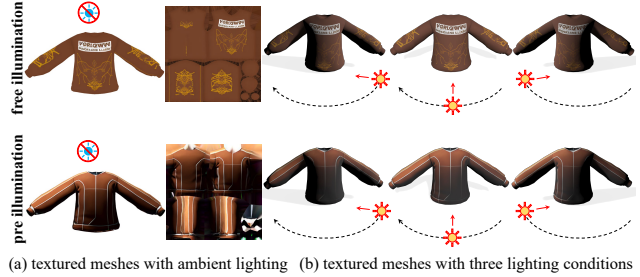 free illumination
pre illumination
(a) textured meshes with ambient lighting
(b) textured meshes with three lighting conditions